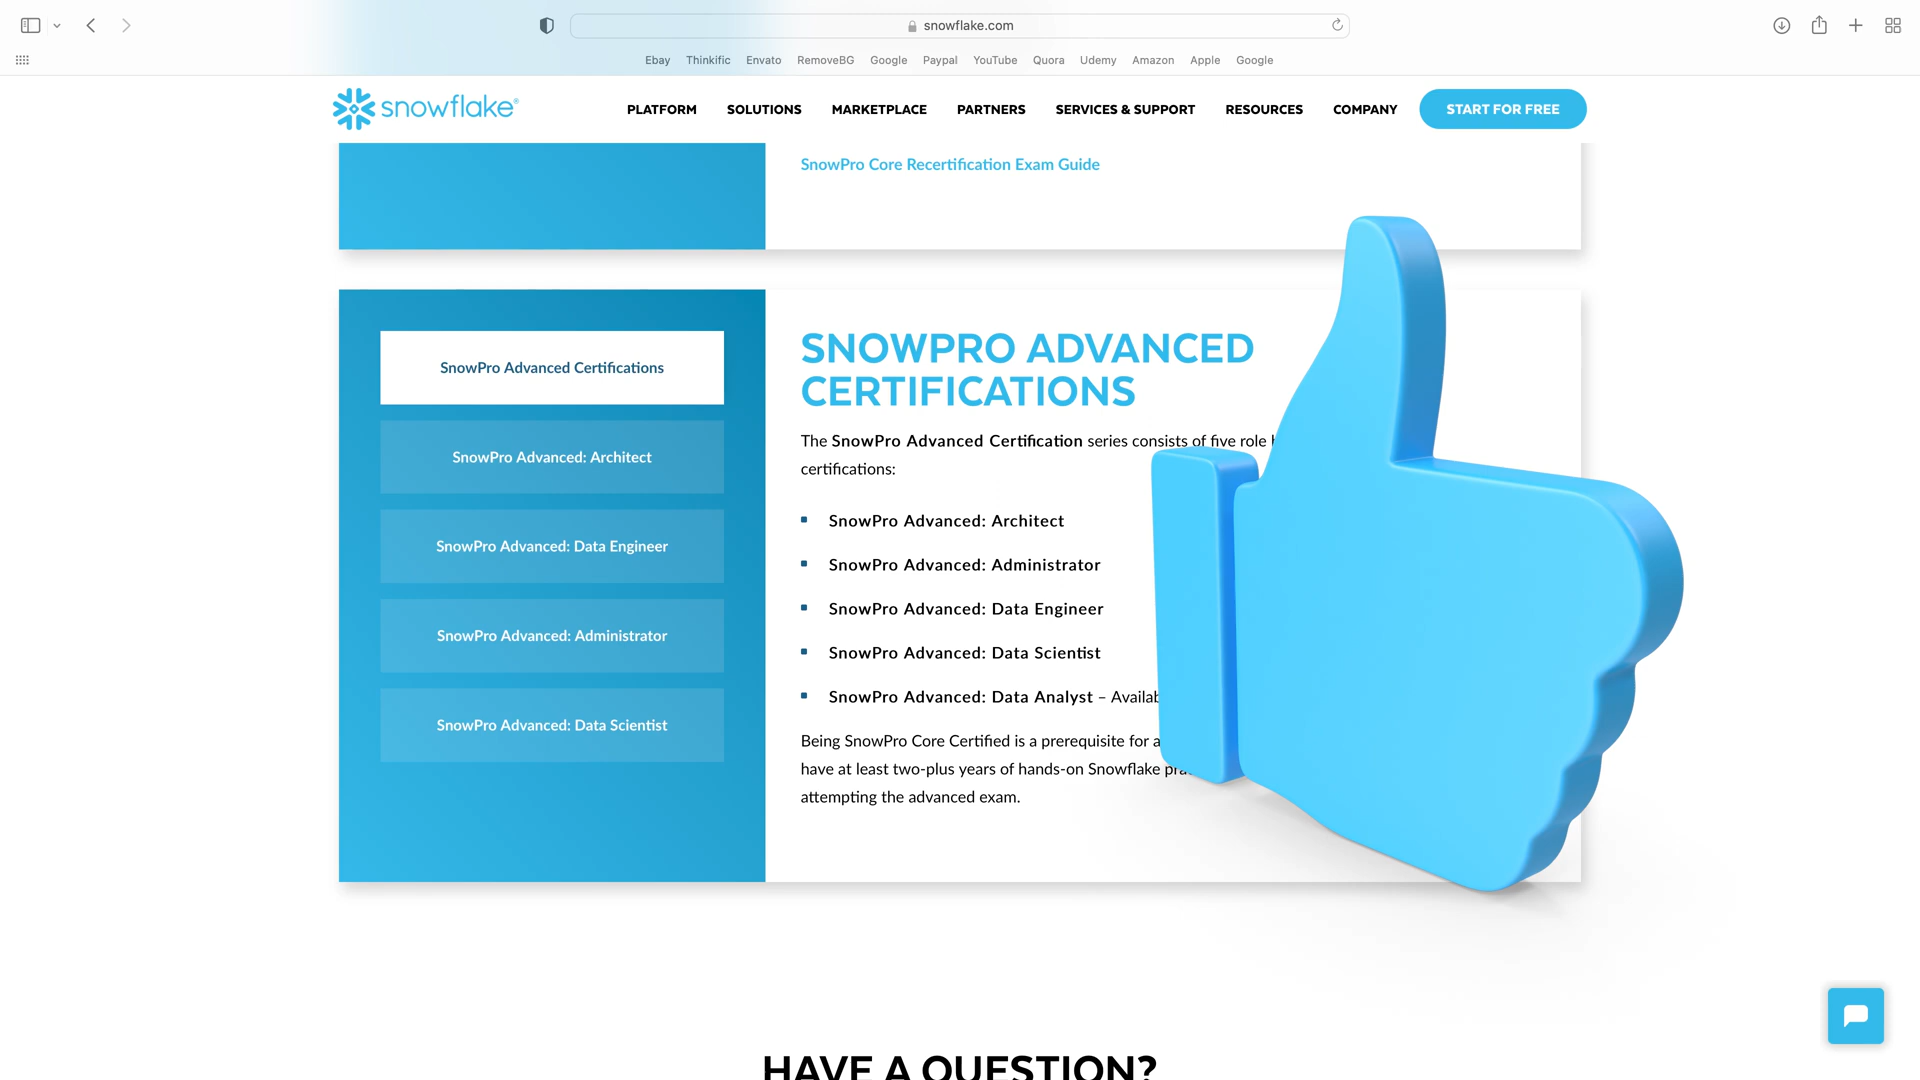 snowflake.com
Ebay Thinkific Envato RemoveBG Google Paypal YouTube Quora Udemy Amazon Apple Google
snowflake®
PLATFORM SOLUTIONS MARKETPLACE PARTNERS SERVICES & SUPPORT RESOURCES COMPANY START FOR FREE
SnowPro Core Recertification Exam Guide
SnowPro Advanced Certifications
SnowPro Advanced: Architect
SnowPro Advanced: Data Engineer
SnowPro Advanced: Administrator
SnowPro Advanced: Data Scientist
SNOWPRO ADVANCED
CERTIFICATIONS
The SnowPro Advanced Certification series consists of five role
certifications:
SnowPro Advanced: Architect
SnowPro Advanced: Administrator
SnowPro Advanced: Data Engineer
SnowPro Advanced: Data Scientist
SnowPro Advanced: Data Analyst –
Being SnowPro Core Certified is a prerequisite for
have at least two-plus years of hands-on Snowflake
attempting the advanced exam.
HAVE A QUESTION?